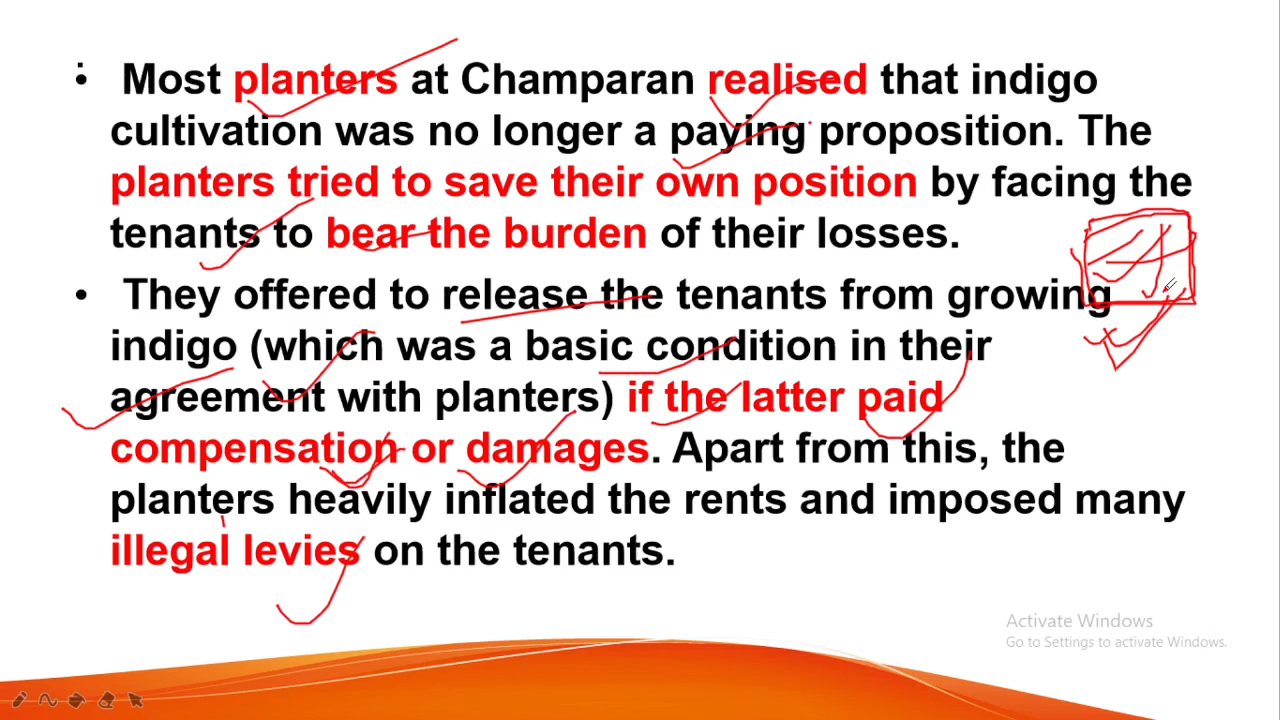 • Most planters at Champaran realised that indigo
cultivation was no longer a paying proposition. The
planters tried to save their own position by facing the
tenants to bear the burden of their losses.
• They offered to release the tenants from growing
indigo (which was a basic condition in their
agreement with planters) if the latter paid
compensation or damages. Apart from this, the
planters heavily inflated the rents and imposed many
illegal levies on the tenants.
Activate Windows
Go to Settings to activate Windows.